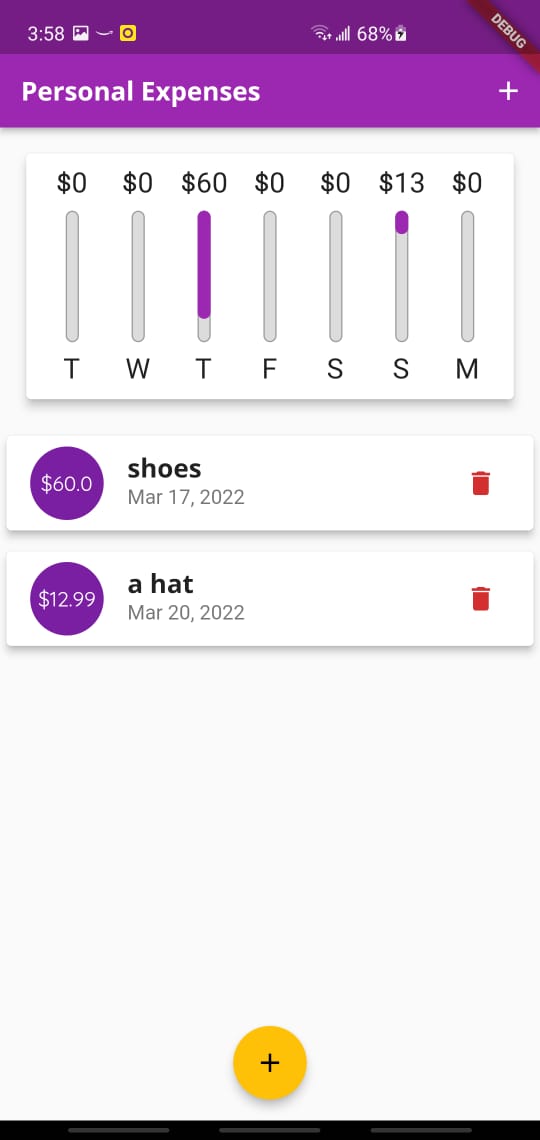 3:58 68% DEBUG
Personal Expenses +
$0 $0 $60 $0 $0 $13 $0
T W T F S S M
$60.0 shoes
Mar 17, 2022
$12.99 a hat
Mar 20, 2022
+